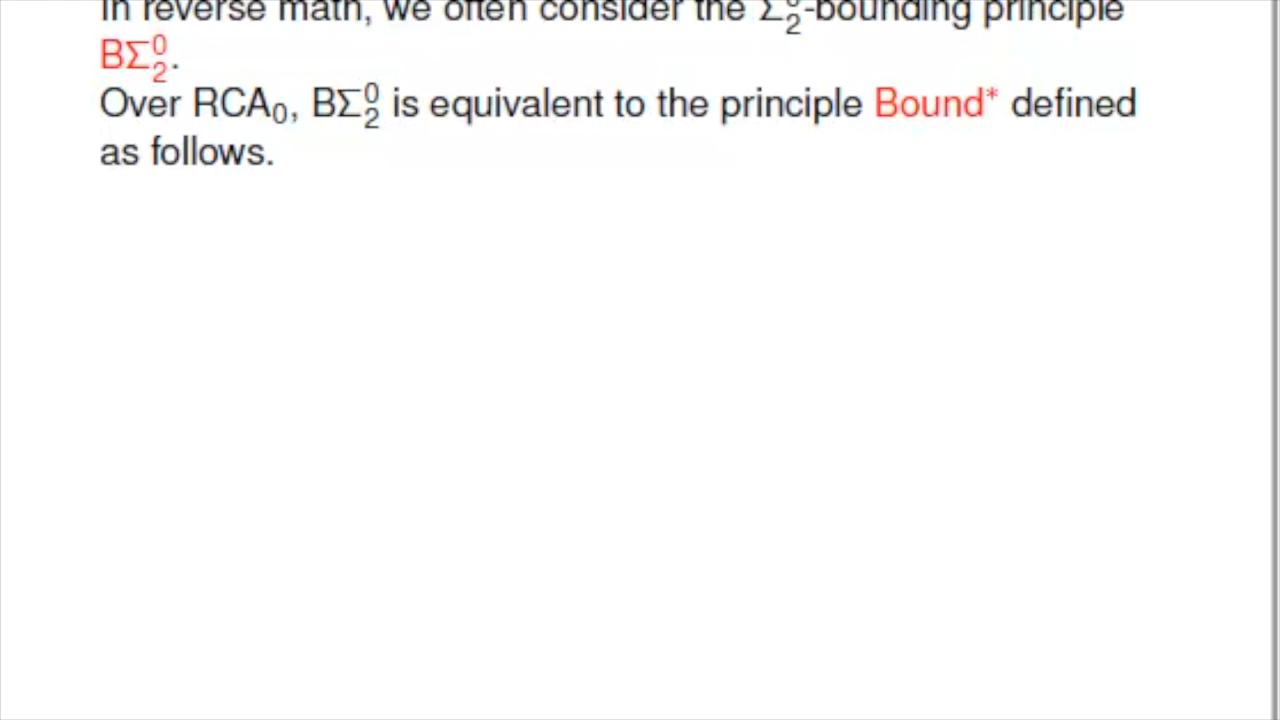 In reverse math, we often consider the Σ⁰₂-bounding principle
BΣ⁰₂.
Over RCA₀, BΣ⁰₂ is equivalent to the principle Bound* defined
as follows.